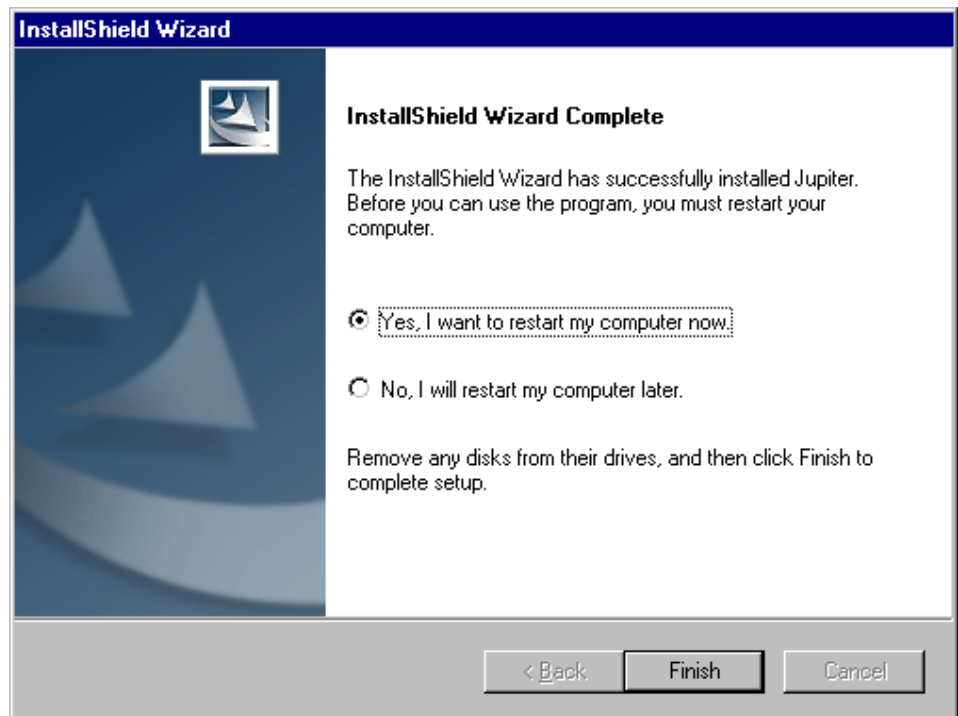 InstallShield Wizard
InstallShield Wizard Complete
The InstallShield Wizard has successfully installed Jupiter.
Before you can use the program, you must restart your
computer.
Yes, I want to restart my computer now.
No, I will restart my computer later.
Remove any disks from their drives, and then click Finish to
complete setup.
< Back Finish Cancel